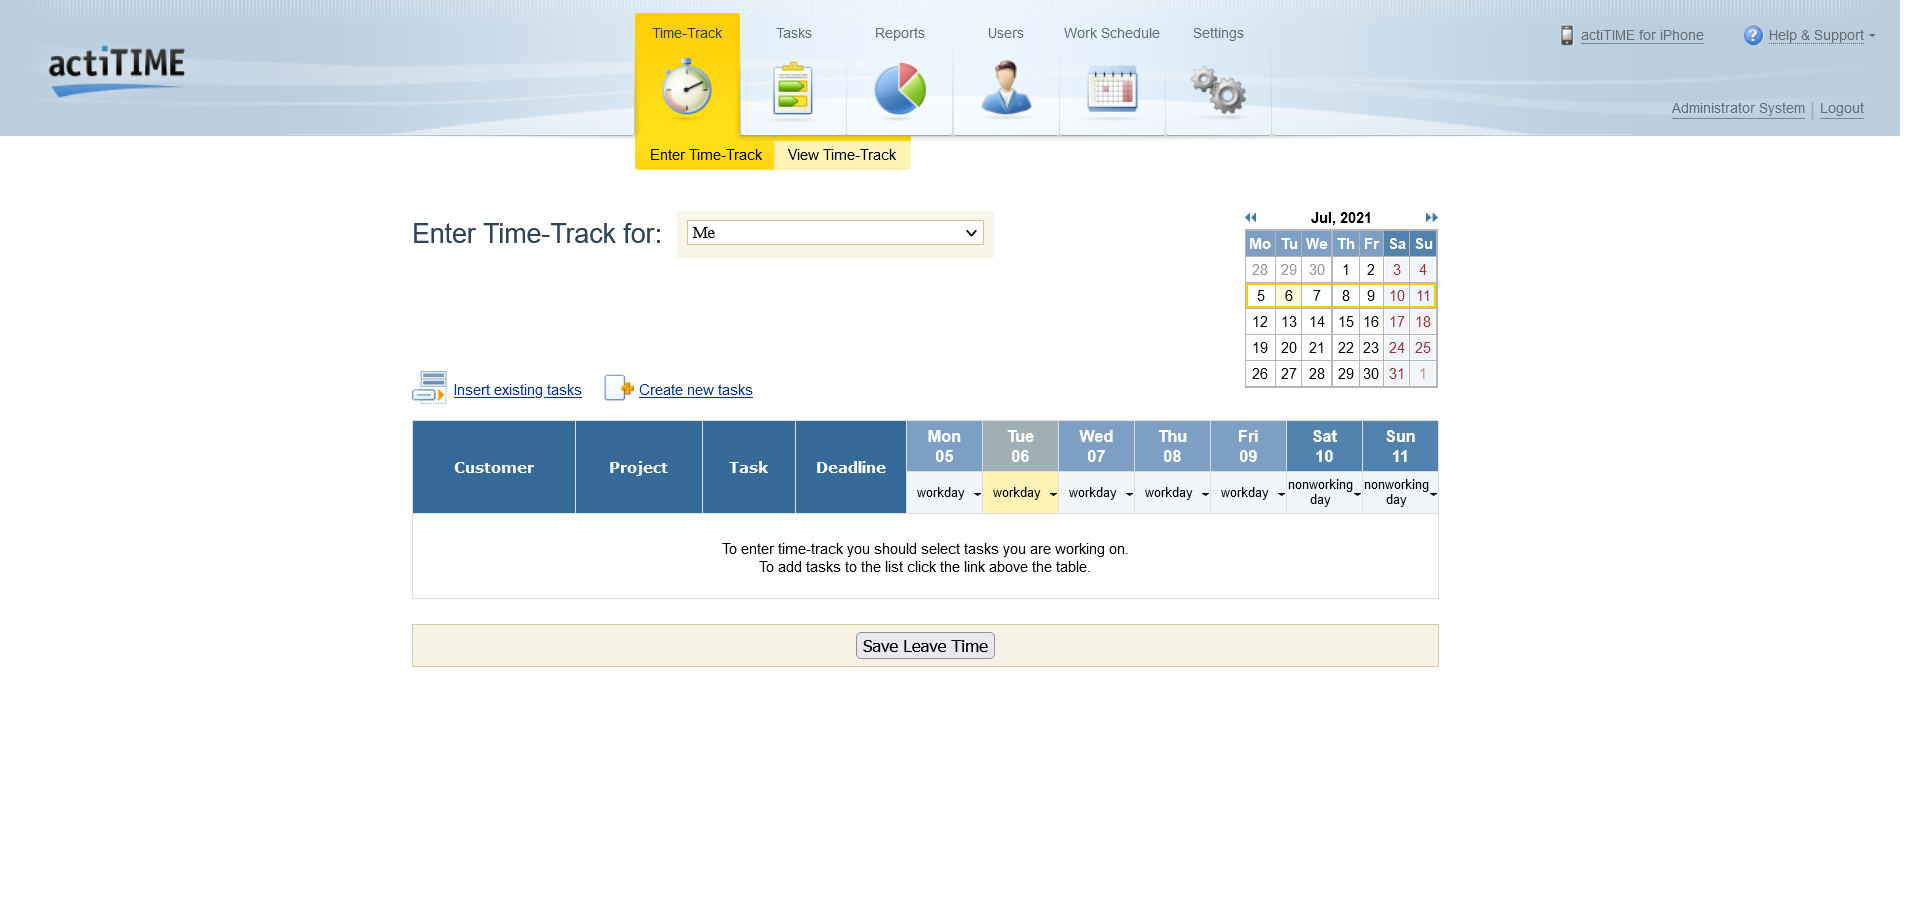 actiTIME
Time-Track
Tasks
Reports
Users
Work Schedule
Settings
actiTIME for iPhone
Help & Support
Administrator System | Logout
Enter Time-Track
View Time-Track
Enter Time-Track for:
Me
Jul, 2021
Mo Tu We Th Fr Sa Su
28 29 30 1 2 3 4
5 6 7 8 9 10 11
12 13 14 15 16 17 18
19 20 21 22 23 24 25
26 27 28 29 30 31 1
Insert existing tasks
Create new tasks
Customer
Project
Task
Deadline
Mon
05
Tue
06
Wed
07
Thu
08
Fri
09
Sat
10
Sun
11
workday
workday
workday
workday
workday
nonworking
day
nonworking
day
To enter time-track you should select tasks you are working on.
To add tasks to the list click the link above the table.
Save Leave Time